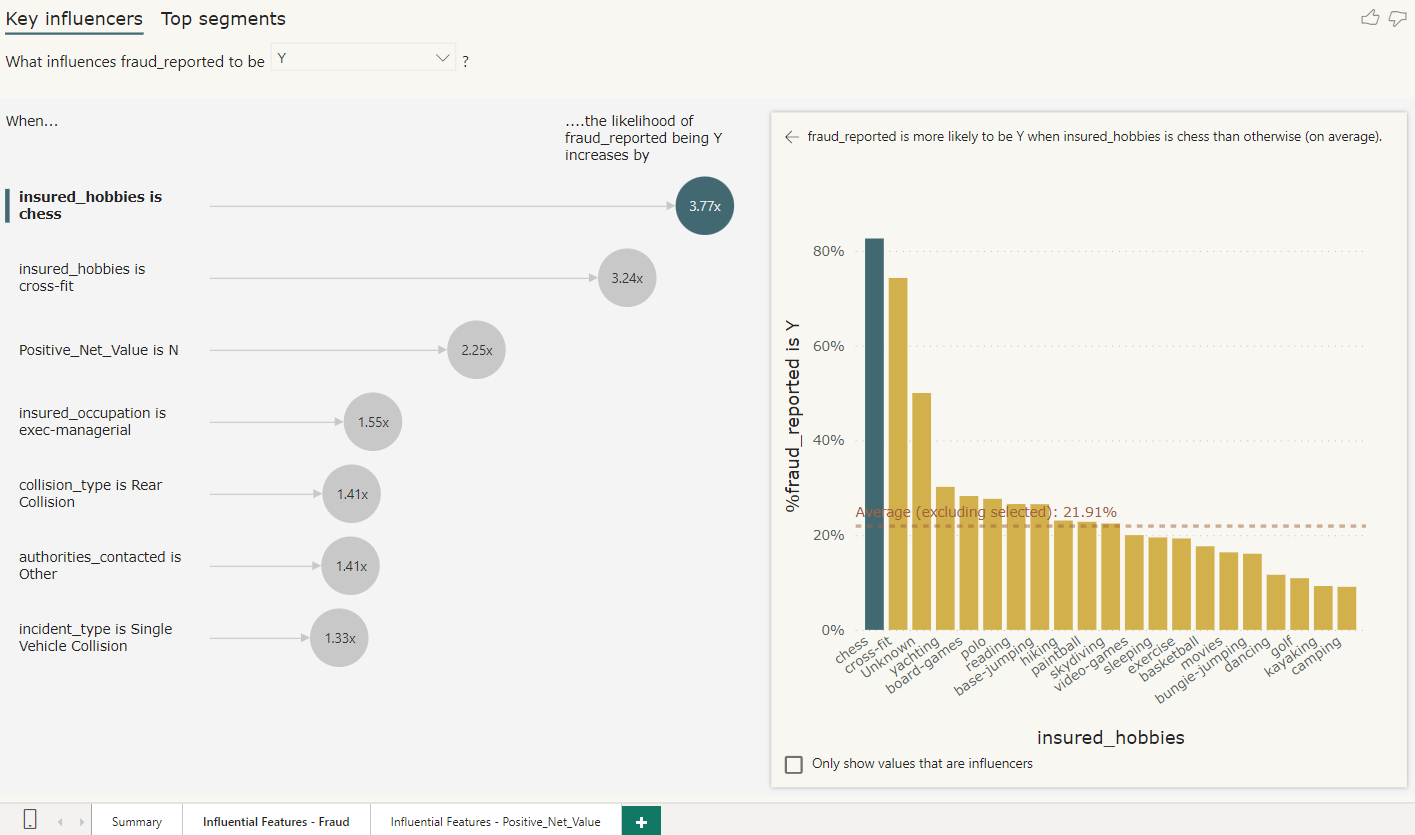 Key influencers Top segments
What influences fraud_reported to be Y ?
When...
....the likelihood of
fraud_reported being Y
increases by
insured_hobbies is
chess
3.77x
insured_hobbies is
cross-fit
3.24x
Positive_Net_Value is N
2.25x
insured_occupation is
exec-managerial
1.55x
collision_type is Rear
Collision
1.41x
authorities_contacted is
Other
1.41x
incident_type is Single
Vehicle Collision
1.33x
fraud_reported is more likely to be Y when insured_hobbies is chess than otherwise (on average).
%fraud_reported is Y
80%
60%
40%
20%
0%
Average (excluding selected): 21.91%
chess
cross-fit
Unknown
yachting
board-games
polo
reading
base-jumping
hiking
paintball
skydiving
video-games
sleeping
exercise
basketball
movies
bungie-jumping
dancing
golf
kayaking
camping
insured_hobbies
Only show values that are influencers
Summary Influential Features - Fraud Influential Features - Positive_Net_Value +